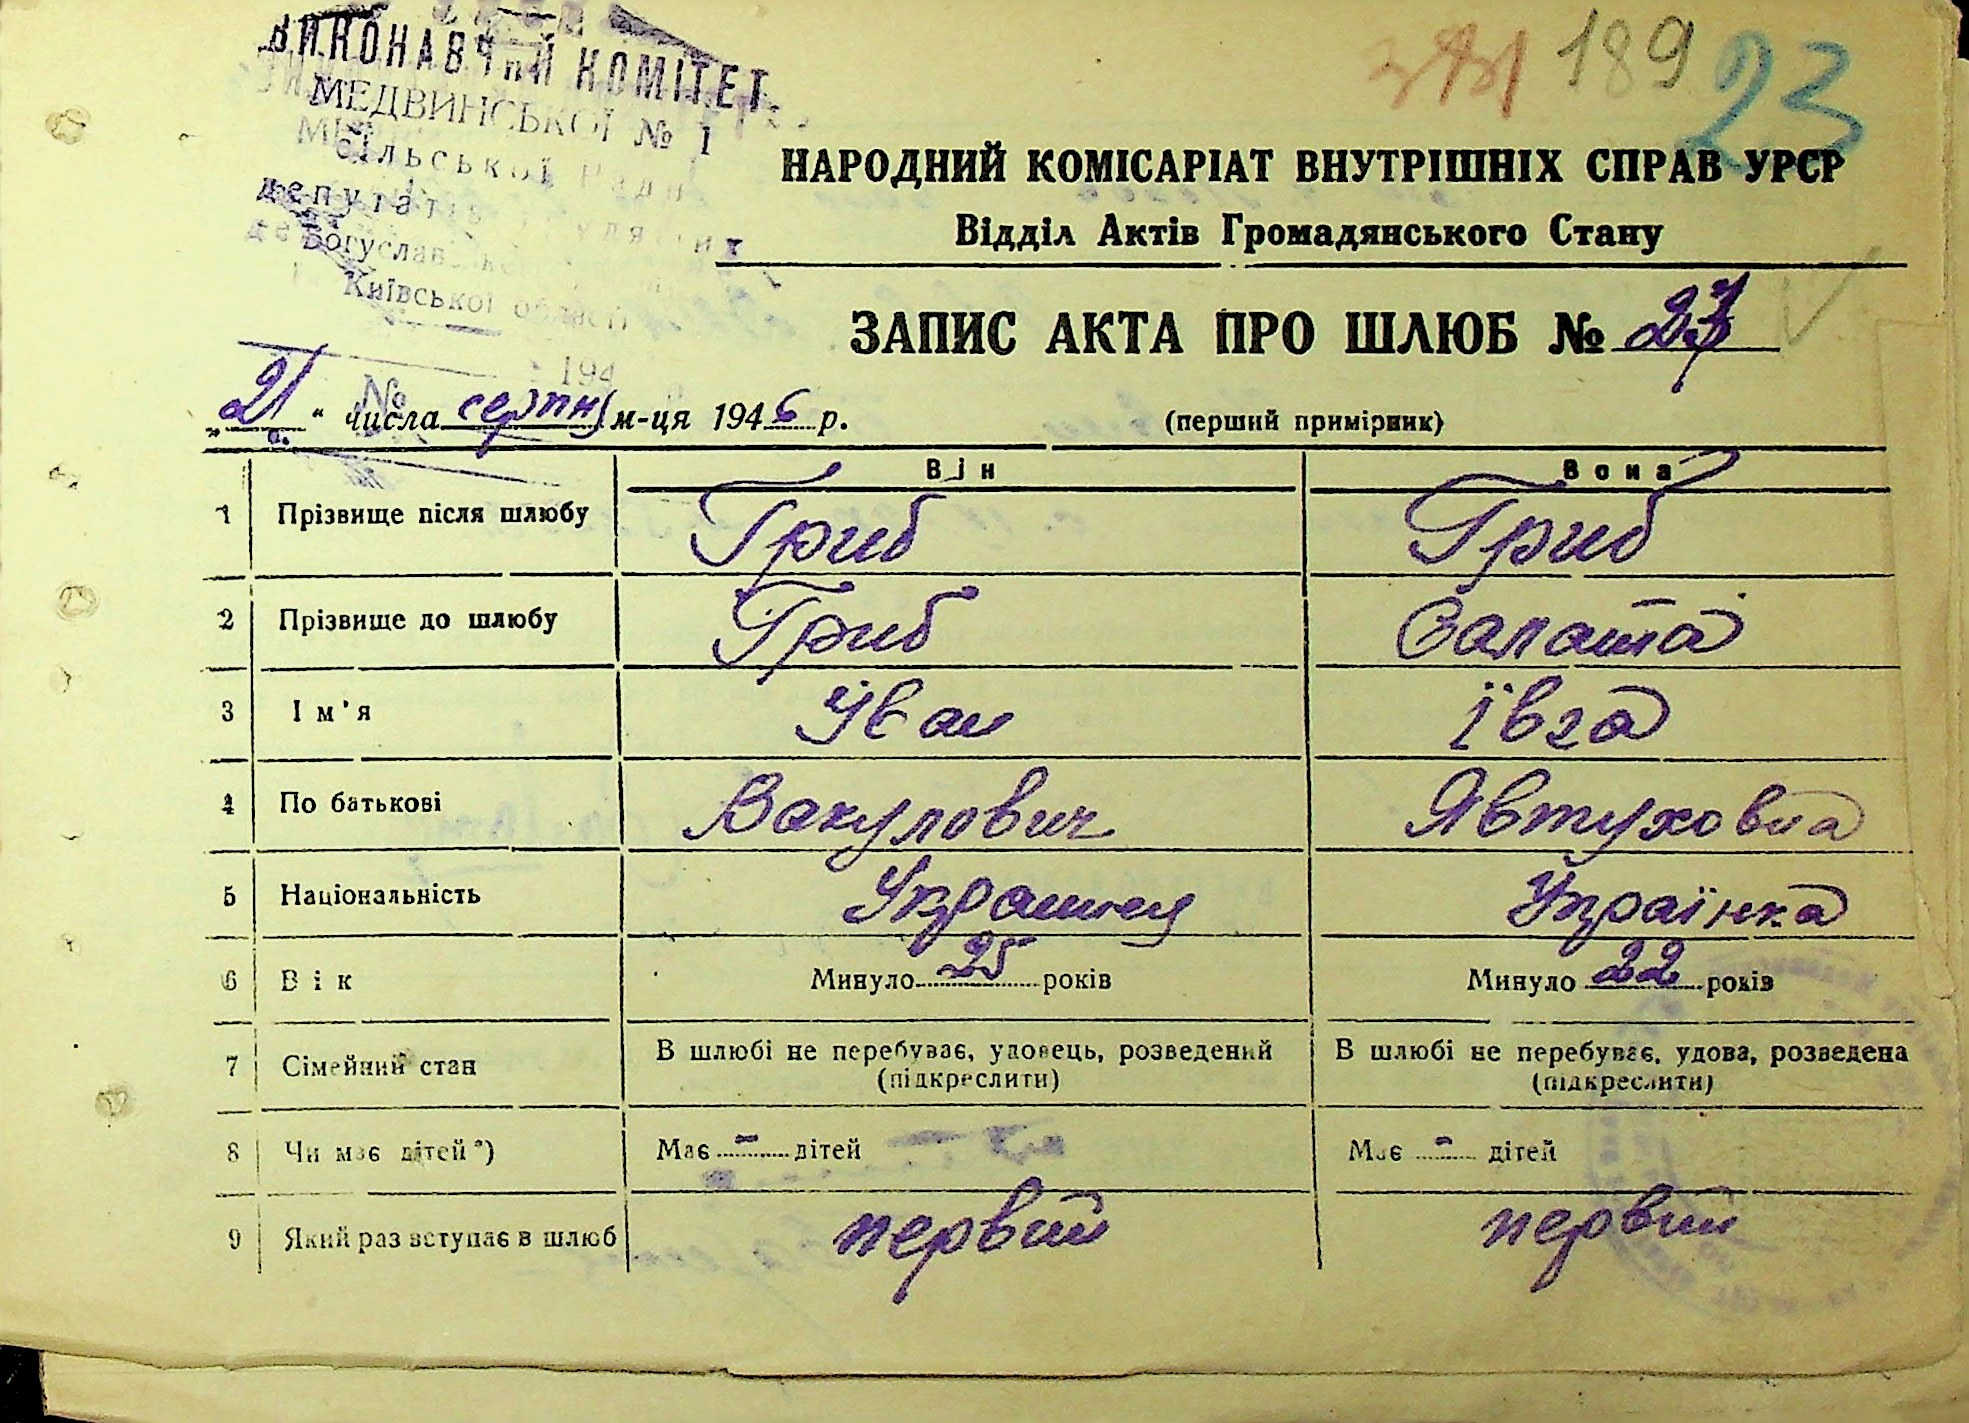 ВИКОНАВЧИЙ КОМІТЕТ
МЕДВИНСЬКОЇ № 1
сільської Ради
депутатів
Богуслав
Київської області
194
№
189 23
НАРОДНИЙ КОМІСАРІАТ ВНУТРІШНІХ СПРАВ УРСР
Відділ Актів Громадянського Стану
ЗАПИС АКТА ПРО ШЛЮБ №
„21“ числа серпня м-ця 1946 р. (перший примірник)
Він Вона
1 Прізвище після шлюбу Гриб Гриб
2 Прізвище до шлюбу Гриб Салата
3 Ім'я Іван Ївга
4 По батькові Вакулович Явтуховна
5 Національність Українка
6 Вік Минуло 25 років Минуло 22 років
7 Сімейний стан В шлюбі не перебуває, удовець, розведений В шлюбі не перебуває, удова, розведена
(підкреслити) (підкреслити)
8 Чи має дітей*) Має - дітей Має - дітей
9 Який раз вступає в шлюб первий первий